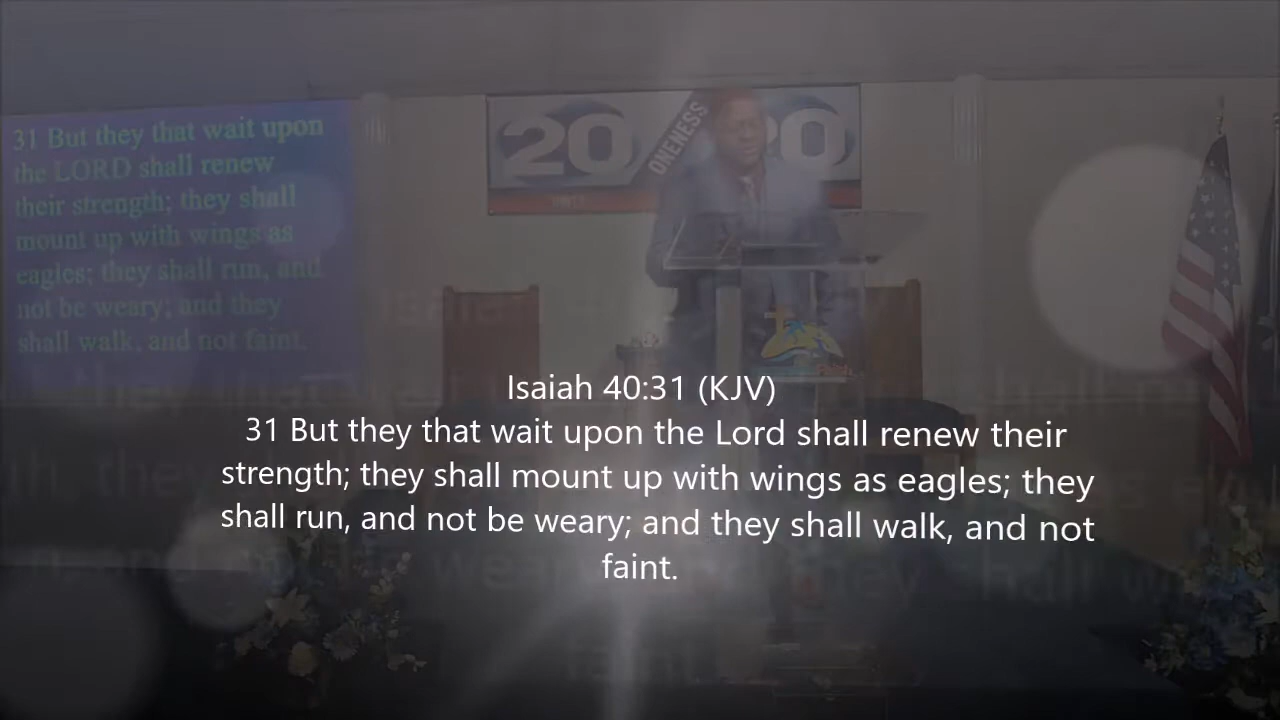 31 But they that wait upon
the LORD shall renew
their strength; they shall
mount up with wings as
eagles; they shall run, and
not be weary; and they
shall walk, and not faint.
20 ONENESS 20
Isaiah 40:31 (KJV)
31 But they that wait upon the Lord shall renew their
strength; they shall mount up with wings as eagles; they
shall run, and not be weary; and they shall walk, and not
faint.